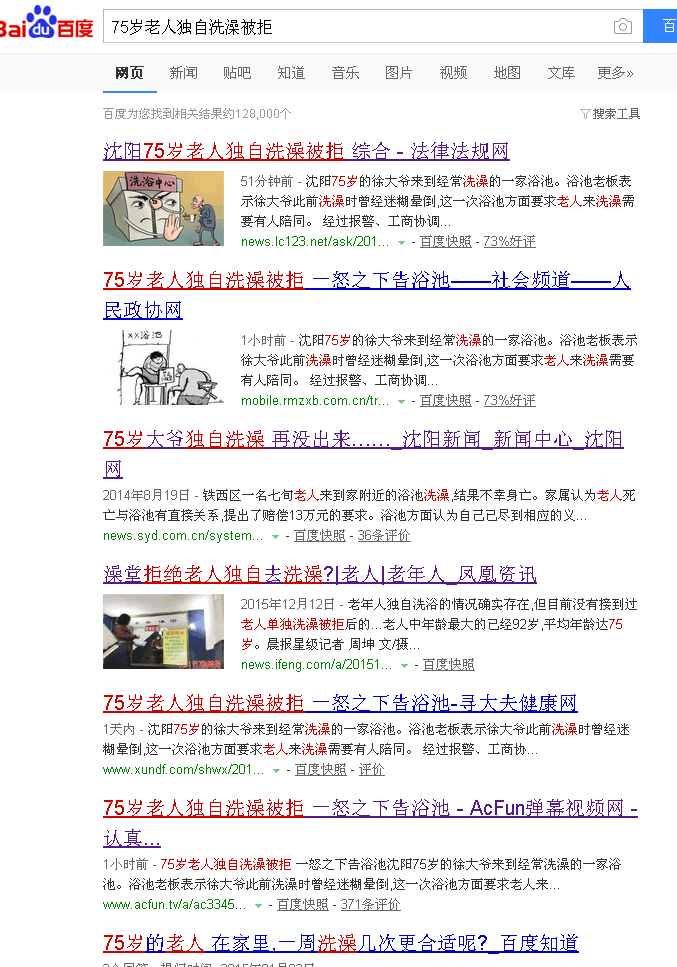 Bai du 百度
75岁老人独自洗澡被拒
百
网页 新闻 贴吧 知道 音乐 图片 视频 地图 文库 更多»
百度为您找到相关结果约128,000个
搜索工具
沈阳75岁老人独自洗澡被拒 综合 - 法律法规网
洗浴中心
51分钟前 - 沈阳75岁的徐大爷来到经常洗澡的一家浴池。浴池老板表
示徐大爷此前洗澡时曾经迷糊晕倒,这一次浴池方面要求老人来洗澡需
要有人陪同。 经过报警、工商协调...
news.lc123.net/ask/201... - 百度快照 - 73%好评
75岁老人独自洗澡被拒 一怒之下告浴池——社会频道——人
民政协网
XX浴池
1小时前 - 沈阳75岁的徐大爷来到经常洗澡的一家浴池。浴池老板表示
徐大爷此前洗澡时曾经迷糊晕倒,这一次浴池方面要求老人来洗澡需要
有人陪同。 经过报警、工商协调...
mobile.rmzxb.com.cn/tr... - 百度快照 - 73%好评
75岁大爷独自洗澡 再没出来……_沈阳新闻_新闻中心_沈阳
网
2014年8月19日 - 铁西区一名七旬老人来到家附近的浴池洗澡,结果不幸身亡。家属认为老人死
亡与浴池有直接关系,提出了赔偿13万元的要求。浴池方面认为自己已尽到相应的义...
news.syd.com.cn/system... - 百度快照 - 36条评价
澡堂拒绝老人独自去洗澡?|老人|老年人_凤凰资讯
2015年12月12日 - 老年人独自洗浴的情况确实存在,但目前没有接到过
老人单独洗澡被拒后的...老人中年龄最大的已经92岁,平均年龄达75
岁。晨报星级记者 周坤 文/摄...
news.ifeng.com/a/20151... - 百度快照
75岁老人独自洗澡被拒 一怒之下告浴池-寻大夫健康网
1天内 - 沈阳75岁的徐大爷来到经常洗澡的一家浴池。浴池老板表示徐大爷此前洗澡时曾经迷
糊晕倒,这一次浴池方面要求老人来洗澡需要有人陪同。 经过报警、工商协...
www.xundf.com/shwx/201... - 百度快照 - 评价
75岁老人独自洗澡被拒 一怒之下告浴池 - AcFun弹幕视频网 -
认真...
1小时前 - 75岁老人独自洗澡被拒 一怒之下告浴池沈阳75岁的徐大爷来到经常洗澡的一家浴
池。浴池老板表示徐大爷此前洗澡时曾经迷糊晕倒,这一次浴池方面要求老人来...
www.acfun.tv/a/ac3345... - 百度快照 - 371条评价
75岁的老人 在家里,一周洗澡几次更合适呢?_百度知道